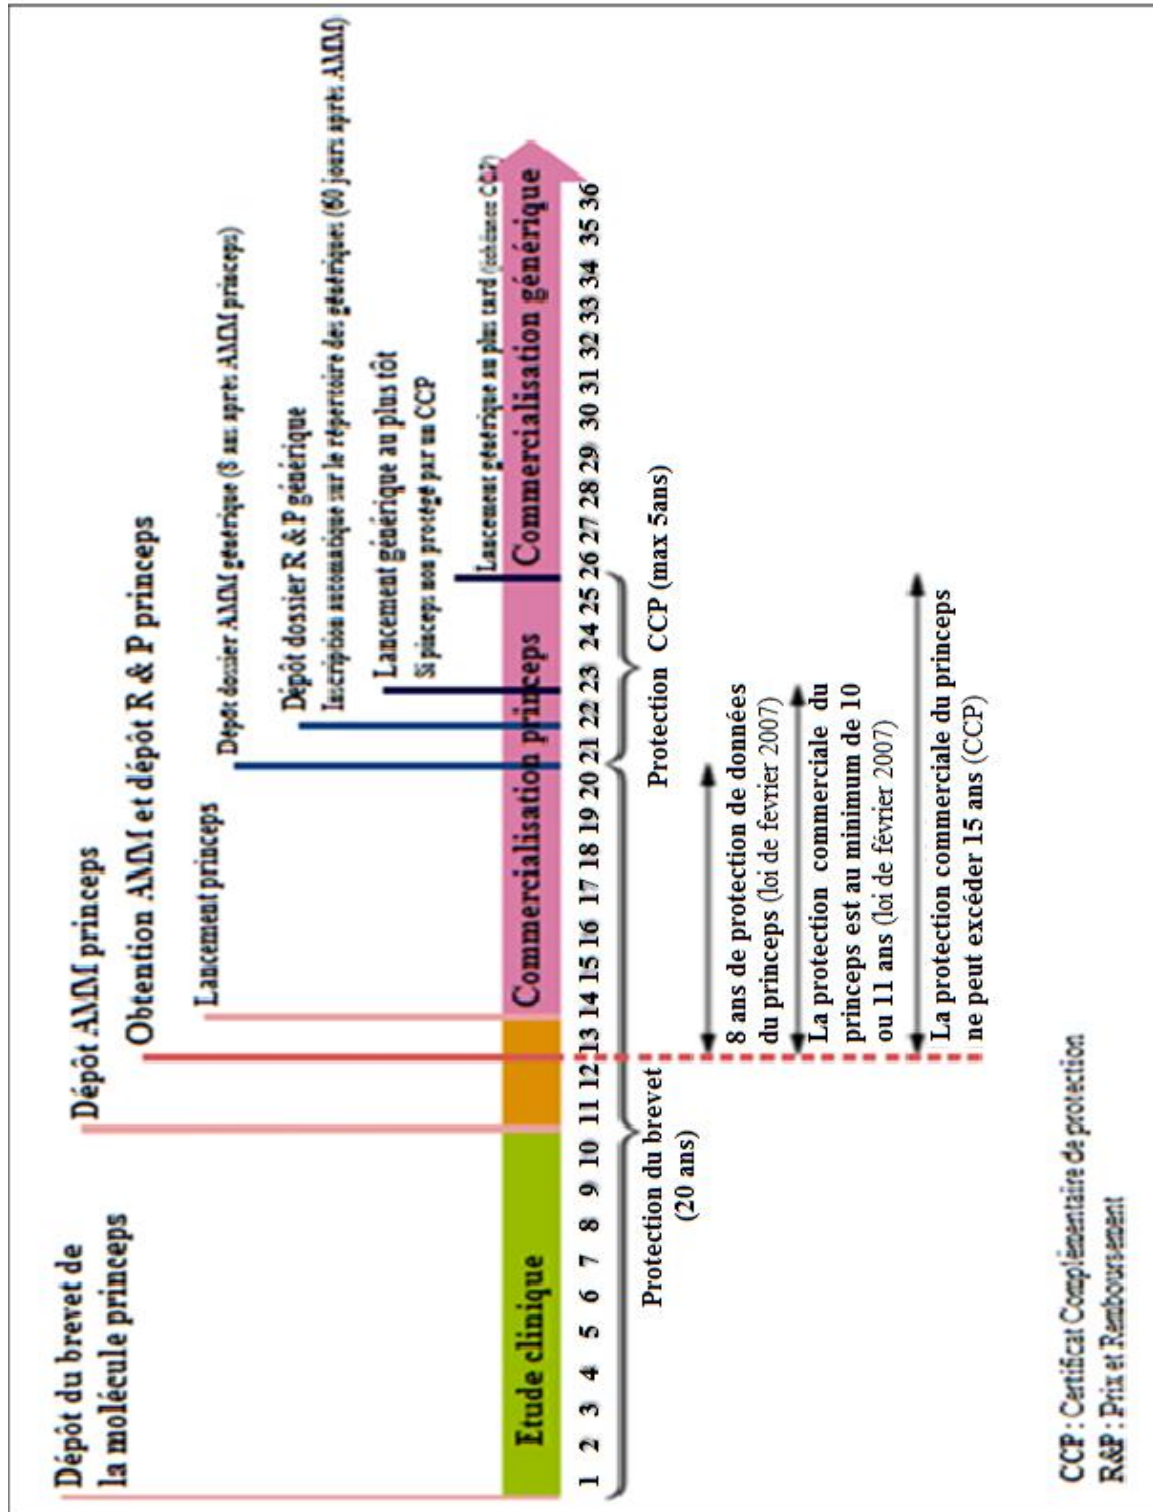 Dépôt du brevet de
la molécule princeps
Dépôt AMM princeps
Obtention AMM et dépôt R & P princeps
Lancement princeps
Dépôt dossier AMM générique (8 ans après AMM princeps)
Dépôt dossier R & P générique
Inscription automatique sur le répertoire des génériques (60 jours après AMM)
Lancement générique au plus tôt
Si pinceps non protégé par un CCP
Lancement générique au plus tard (échéance CCP)
Etude clinique
Commercialisation princeps
Commercialisation générique
1 2 3 4 5 6 7 8 9 10 11 12 13 14 15 16 17 18 19 20 21 22 23 24 25 26 27 28 29 30 31 32 33 34 35 36
Protection du brevet
(20 ans)
Protection CCP (max 5ans)
8 ans de protection de données
du princeps (loi de fevrier 2007)
La protection commerciale du
princeps est au minimum de 10
ou 11 ans (loi de février 2007)
La protection commerciale du princeps
ne peut excéder 15 ans (CCP)
CCP : Certificat Complémentaire de protection
R&P : Prix et Remboursement